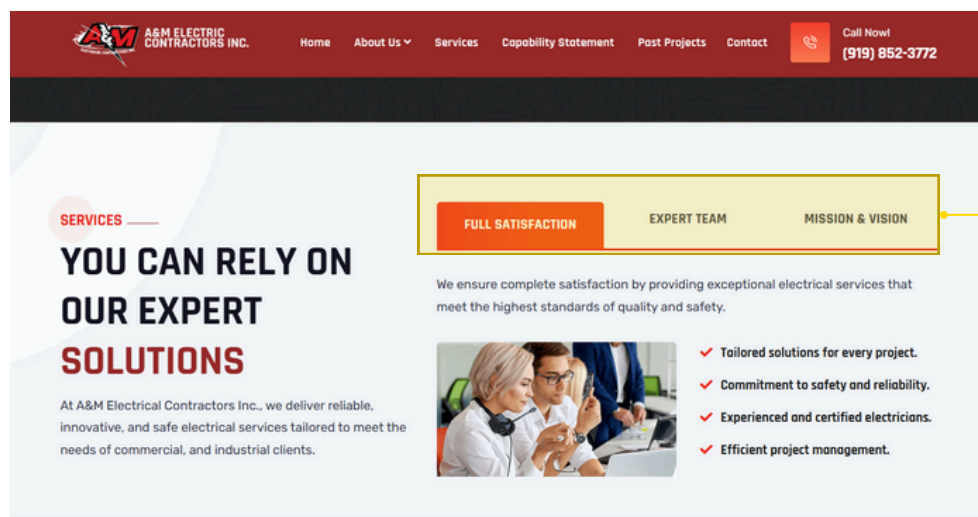 A&M
A&M ELECTRIC
CONTRACTORS INC.
Home
About Us
Services
Capability Statement
Past Projects
Contact
Call Now!
(919) 852-3772
SERVICES
YOU CAN RELY ON
OUR EXPERT
SOLUTIONS
At A&M Electrical Contractors Inc., we deliver reliable,
innovative, and safe electrical services tailored to meet the
needs of commercial, and industrial clients.
FULL SATISFACTION
EXPERT TEAM
MISSION & VISION
We ensure complete satisfaction by providing exceptional electrical services that
meet the highest standards of quality and safety.
Tailored solutions for every project.
Commitment to safety and reliability.
Experienced and certified electricians.
Efficient project management.